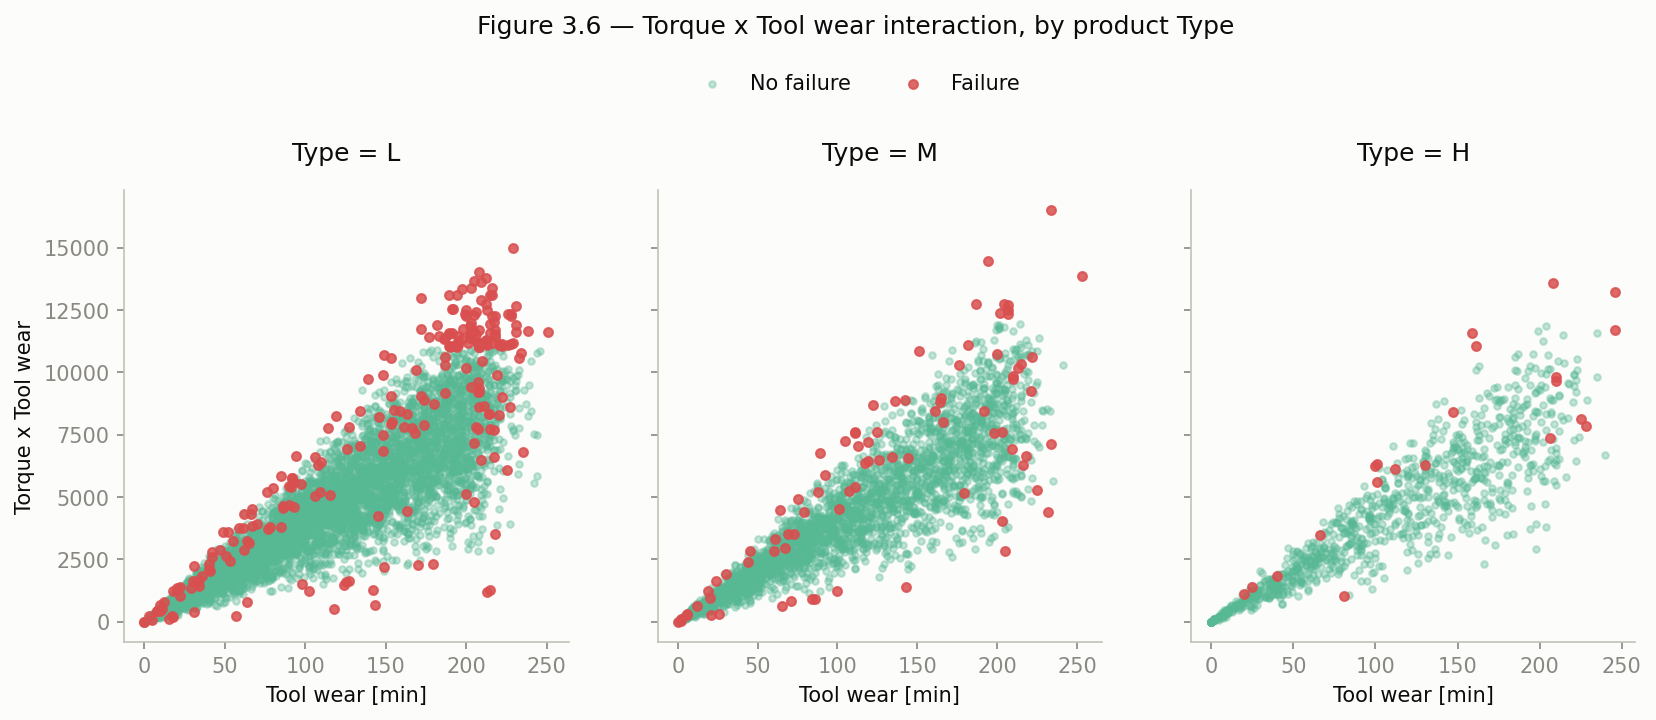 Figure 3.6 — Torque x Tool wear interaction, by product Type
No failure Failure
Type = L Type = M Type = H
Torque x Tool wear
15000
12500
10000
7500
5000
2500
0
0 50 100 150 200 250 0 50 100 150 200 250 0 50 100 150 200 250
Tool wear [min] Tool wear [min] Tool wear [min]